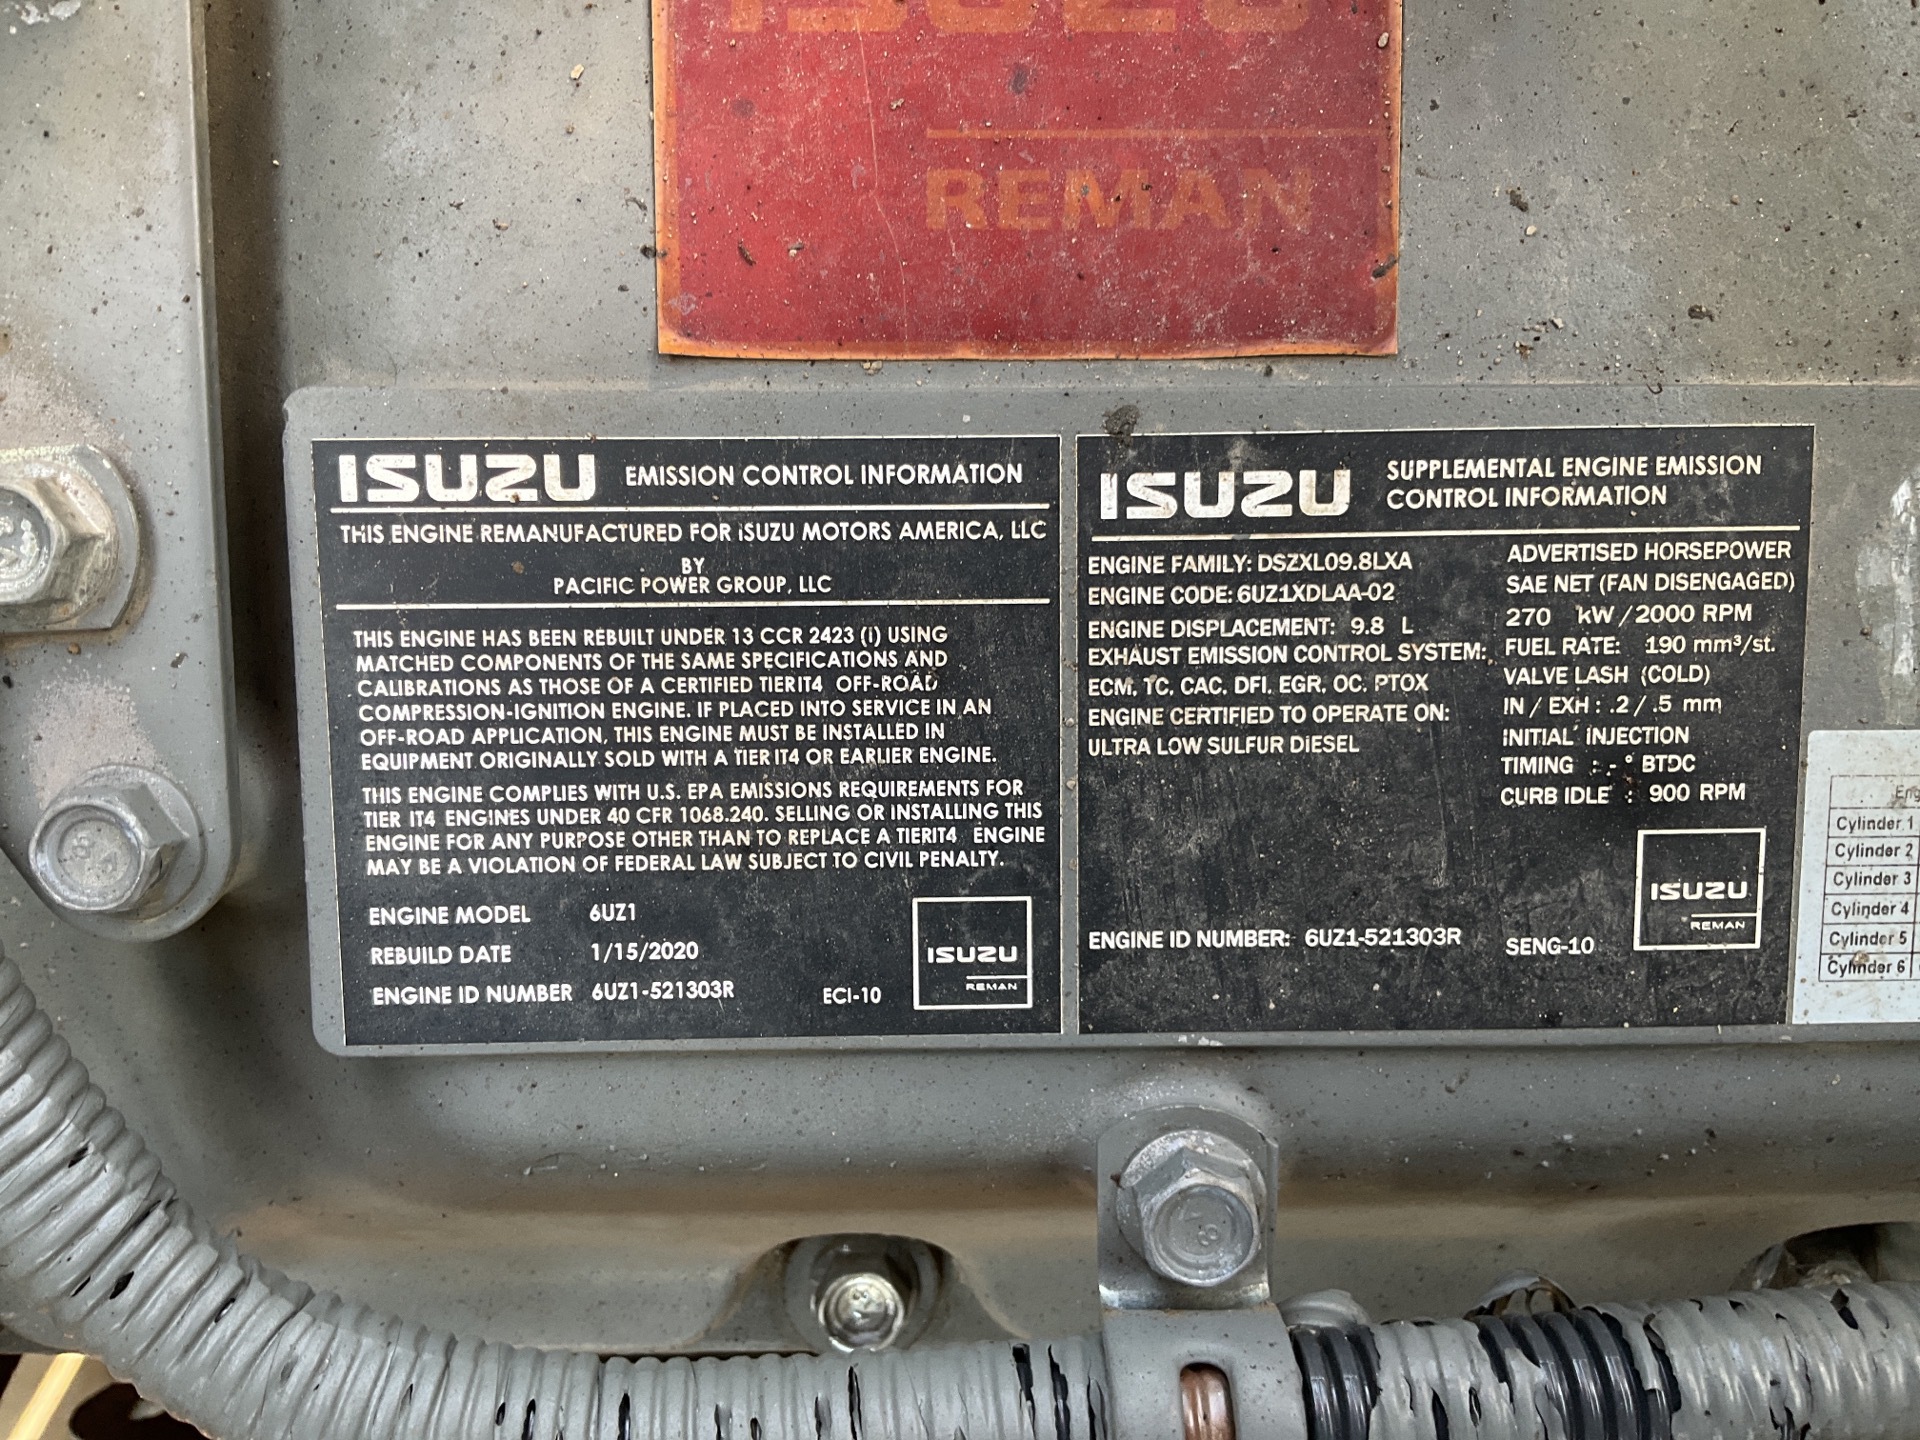 ISUZU
REMAN
ISUZU EMISSION CONTROL INFORMATION
THIS ENGINE REMANUFACTURED FOR ISUZU MOTORS AMERICA, LLC
BY
PACIFIC POWER GROUP, LLC
THIS ENGINE HAS BEEN REBUILT UNDER 13 CCR 2423 (i) USING
MATCHED COMPONENTS OF THE SAME SPECIFICATIONS AND
CALIBRATIONS AS THOSE OF A CERTIFIED TIERIT4 OFF-ROAD
COMPRESSION-IGNITION ENGINE. IF PLACED INTO SERVICE IN AN
OFF-ROAD APPLICATION, THIS ENGINE MUST BE INSTALLED IN
EQUIPMENT ORIGINALLY SOLD WITH A TIER IT4 OR EARLIER ENGINE.
THIS ENGINE COMPLIES WITH U.S. EPA EMISSIONS REQUIREMENTS FOR
TIER IT4 ENGINES UNDER 40 CFR 1068.240. SELLING OR INSTALLING THIS
ENGINE FOR ANY PURPOSE OTHER THAN TO REPLACE A TIERIT4 ENGINE
MAY BE A VIOLATION OF FEDERAL LAW SUBJECT TO CIVIL PENALTY.
ENGINE MODEL 6UZ1
REBUILD DATE 1/15/2020
ENGINE ID NUMBER 6UZ1-521303R
ECI-10
ISUZU
REMAN
ISUZU SUPPLEMENTAL ENGINE EMISSION
CONTROL INFORMATION
ENGINE FAMILY: DSZXL09.8LXA
ENGINE CODE: 6UZ1XDLAA-02
ENGINE DISPLACEMENT: 9.8 L
EXHAUST EMISSION CONTROL SYSTEM:
ECM, TC, CAC, DFI, EGR, OC, PTOX
ENGINE CERTIFIED TO OPERATE ON:
ULTRA LOW SULFUR DIESEL
ADVERTISED HORSEPOWER
SAE NET (FAN DISENGAGED)
270 kW / 2000 RPM
FUEL RATE: 190 mm³/st.
VALVE LASH (COLD)
IN / EXH : .2 / .5 mm
INITIAL INJECTION
TIMING : - ° BTDC
CURB IDLE : 900 RPM
ISUZU
REMAN
ENGINE ID NUMBER: 6UZ1-521303R
SENG-10
Cylinder 1
Cylinder 2
Cylinder 3
Cylinder 4
Cylinder 5
Cylinder 6